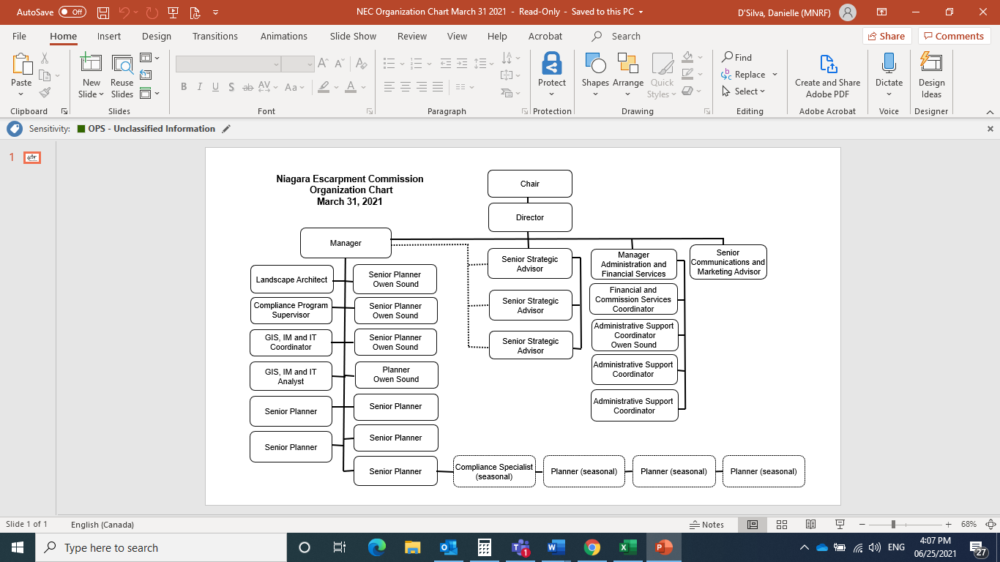 AutoSave
Off
NEC Organization Chart March 31 2021 - Read-Only - Saved to this PC
D'Silva, Danielle (MNRF)
File
Home
Insert
Design
Transitions
Animations
Slide Show
Review
View
Help
Acrobat
Search
Share
Comments
Paste
New
Slide
Reuse
Slides
B I U S ab AV Aa A
A A A
Protect
Shapes
Arrange
Quick
Styles
Find
Replace
Select
Create and Share
Adobe PDF
Dictate
Design
Ideas
Clipboard
Slides
Font
Paragraph
Protection
Drawing
Editing
Adobe Acrobat
Voice
Designer
Sensitivity:
OPS - Unclassified Information
1
Niagara Escarpment Commission
Organization Chart
March 31, 2021
Chair
Director
Manager
Senior Strategic
Advisor
Senior Strategic
Advisor
Senior Strategic
Advisor
Manager
Administration and
Financial Services
Senior
Communications and
Marketing Advisor
Financial and
Commission Services
Coordinator
Administrative Support
Coordinator
Owen Sound
Administrative Support
Coordinator
Administrative Support
Coordinator
Landscape Architect
Senior Planner
Owen Sound
Compliance Program
Supervisor
Senior Planner
Owen Sound
GIS, IM and IT
Coordinator
Senior Planner
Owen Sound
GIS, IM and IT
Analyst
Planner
Owen Sound
Senior Planner
Senior Planner
Senior Planner
Senior Planner
Senior Planner
Compliance Specialist
(seasonal)
Planner (seasonal)
Planner (seasonal)
Planner (seasonal)
Slide 1 of 1
English (Canada)
Notes
68%
Type here to search
1
ENG
4:07 PM
06/25/2021
27